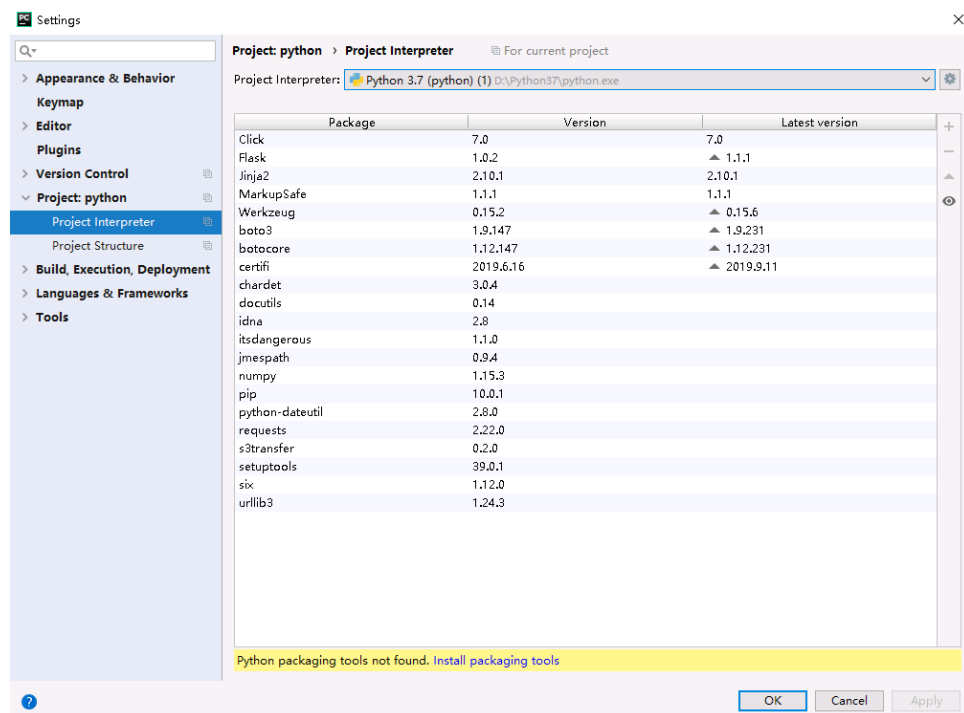 PC Settings
Project: python › Project Interpreter For current project
Project Interpreter: Python 3.7 (python) (1) D:\Python37\python.exe
Appearance & Behavior
Keymap
Editor
Plugins
Version Control
Project: python
Project Interpreter
Project Structure
Build, Execution, Deployment
Languages & Frameworks
Tools
Package Version Latest version
Click 7.0 7.0
Flask 1.0.2 ▲ 1.1.1
Jinja2 2.10.1 2.10.1
MarkupSafe 1.1.1 1.1.1
Werkzeug 0.15.2 ▲ 0.15.6
boto3 1.9.147 ▲ 1.9.231
botocore 1.12.147 ▲ 1.12.231
certifi 2019.6.16 ▲ 2019.9.11
chardet 3.0.4
docutils 0.14
idna 2.8
itsdangerous 1.1.0
jmespath 0.9.4
numpy 1.15.3
pip 10.0.1
python-dateutil 2.8.0
requests 2.22.0
s3transfer 0.2.0
setuptools 39.0.1
six 1.12.0
urllib3 1.24.3
Python packaging tools not found. Install packaging tools
? OK Cancel Apply